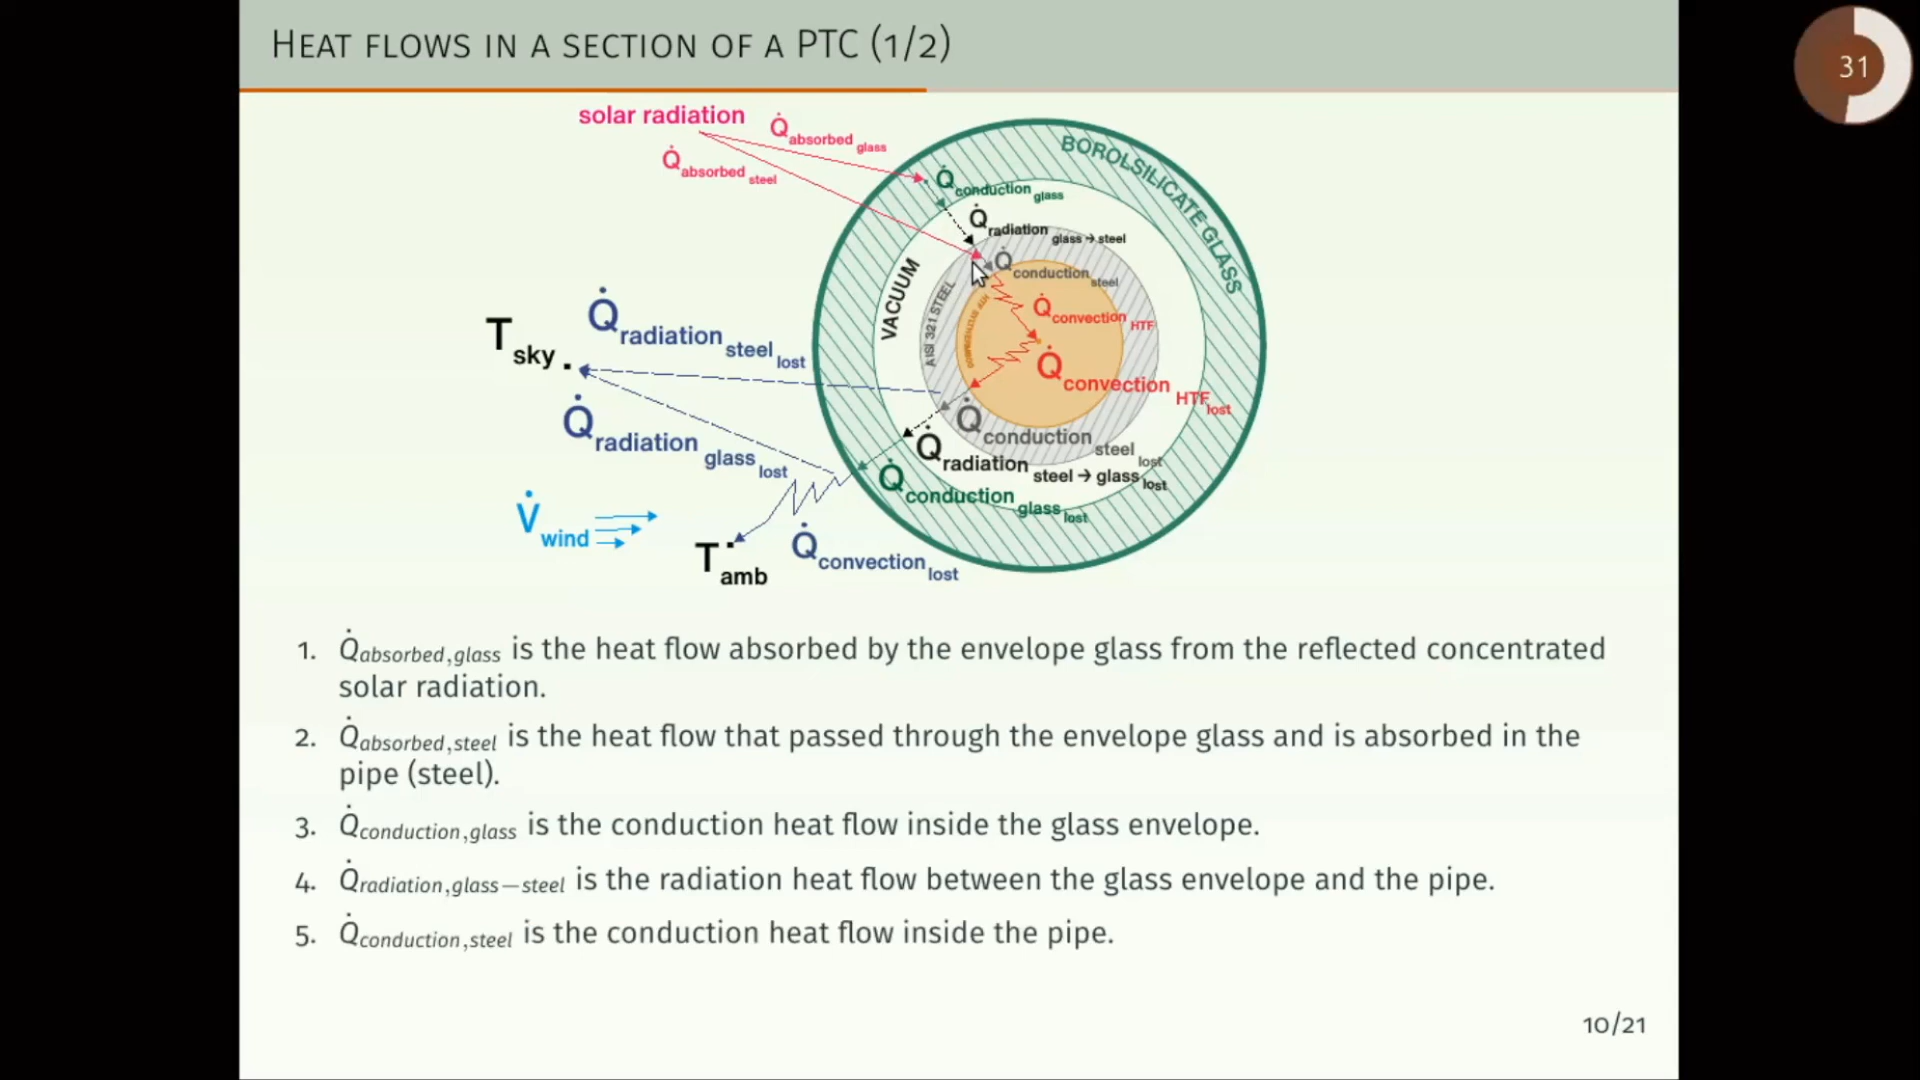 HEAT FLOWS IN A SECTION OF A PTC (1/2)
31
solar radiation
Q̇absorbed glass
Q̇absorbed steel
BOROLSILICATE GLASS
Q̇conduction glass
Q̇radiation glass → steel
VACUUM
AISI 321 STEEL
Q̇conduction steel
Q̇convection HTF
Q̇convection HTF lost
Tsky
Q̇radiation steel lost
Q̇radiation glass lost
Q̇conduction steel lost
Q̇radiation steel → glass lost
Q̇conduction glass lost
V̇wind
Tamb
Q̇convection lost
1. Q̇absorbed,glass is the heat flow absorbed by the envelope glass from the reflected concentrated
solar radiation.
2. Q̇absorbed,steel is the heat flow that passed through the envelope glass and is absorbed in the
pipe (steel).
3. Q̇conduction,glass is the conduction heat flow inside the glass envelope.
4. Q̇radiation,glass−steel is the radiation heat flow between the glass envelope and the pipe.
5. Q̇conduction,steel is the conduction heat flow inside the pipe.
10/21